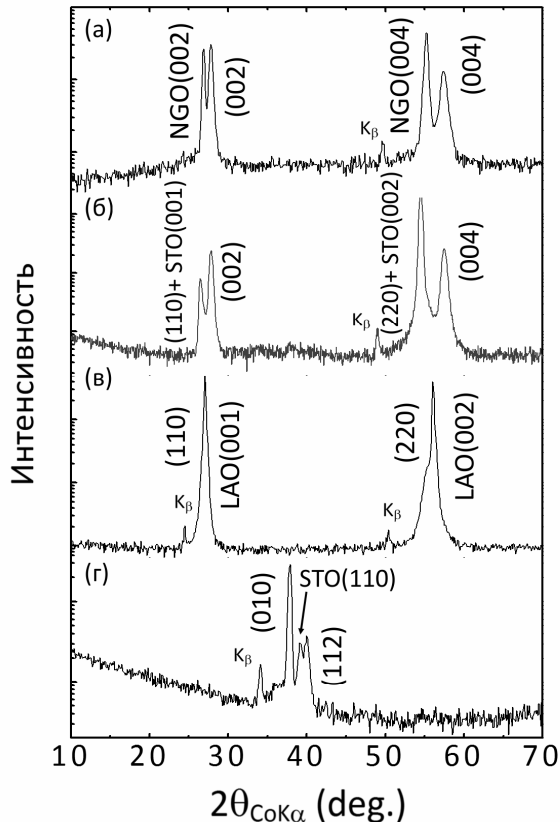 (а)
NGO(002)
(002)
Kβ
NGO(004)
(004)
(б)
(110)+ STO(001)
(002)
Kβ
(220)+ STO(002)
(004)
(в)
Kβ
(110)
LAO(001)
Kβ
(220)
LAO(002)
(г)
Kβ
(010)
STO(110)
(112)
Интенсивность
10 20 30 40 50 60 70
2θCoKα (deg.)